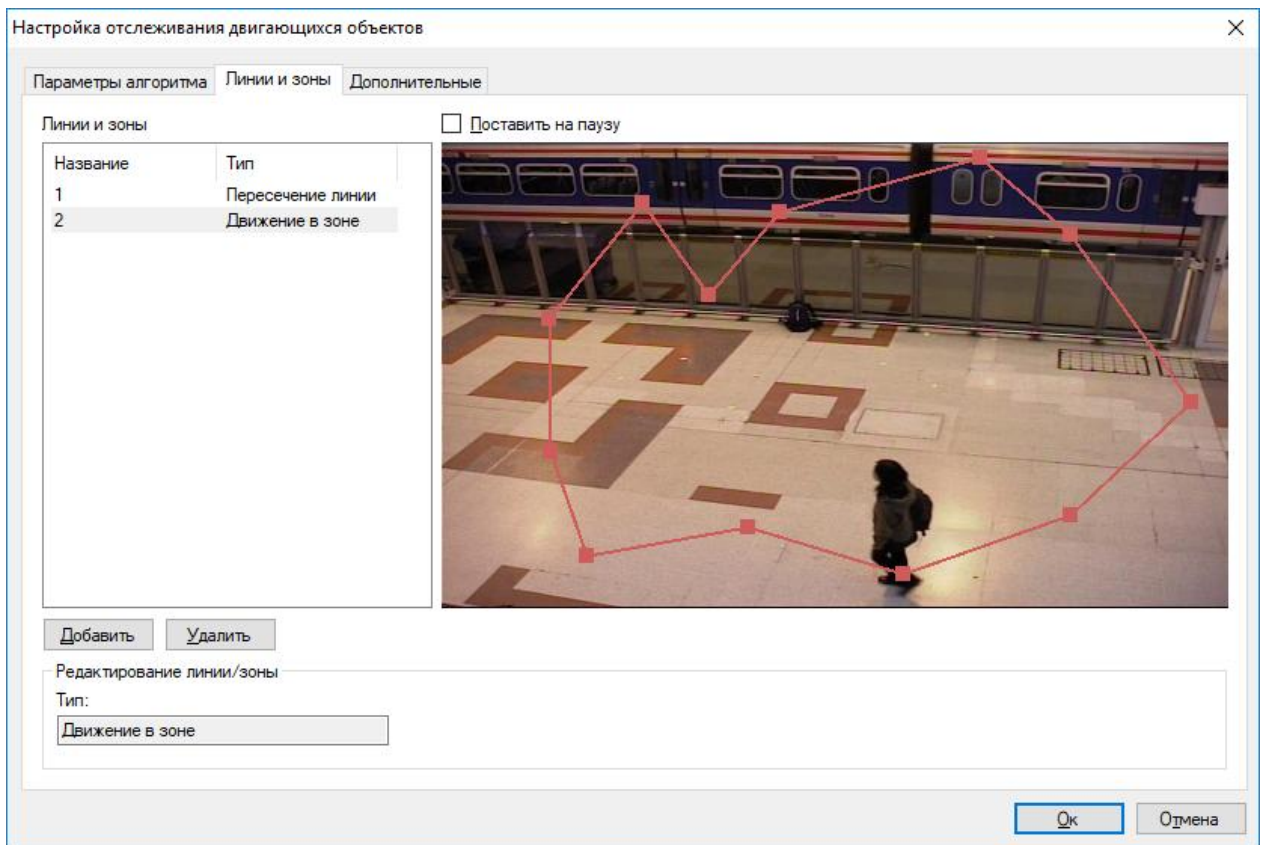 Настройка отслеживания двигающихся объектов
Параметры алгоритма
Линии и зоны
Дополнительные
Линии и зоны
Поставить на паузу
Название Тип
1 Пересечение линии
2 Движение в зоне
Добавить
Удалить
Редактирование линии/зоны
Тип:
Движение в зоне
Ок
Отмена